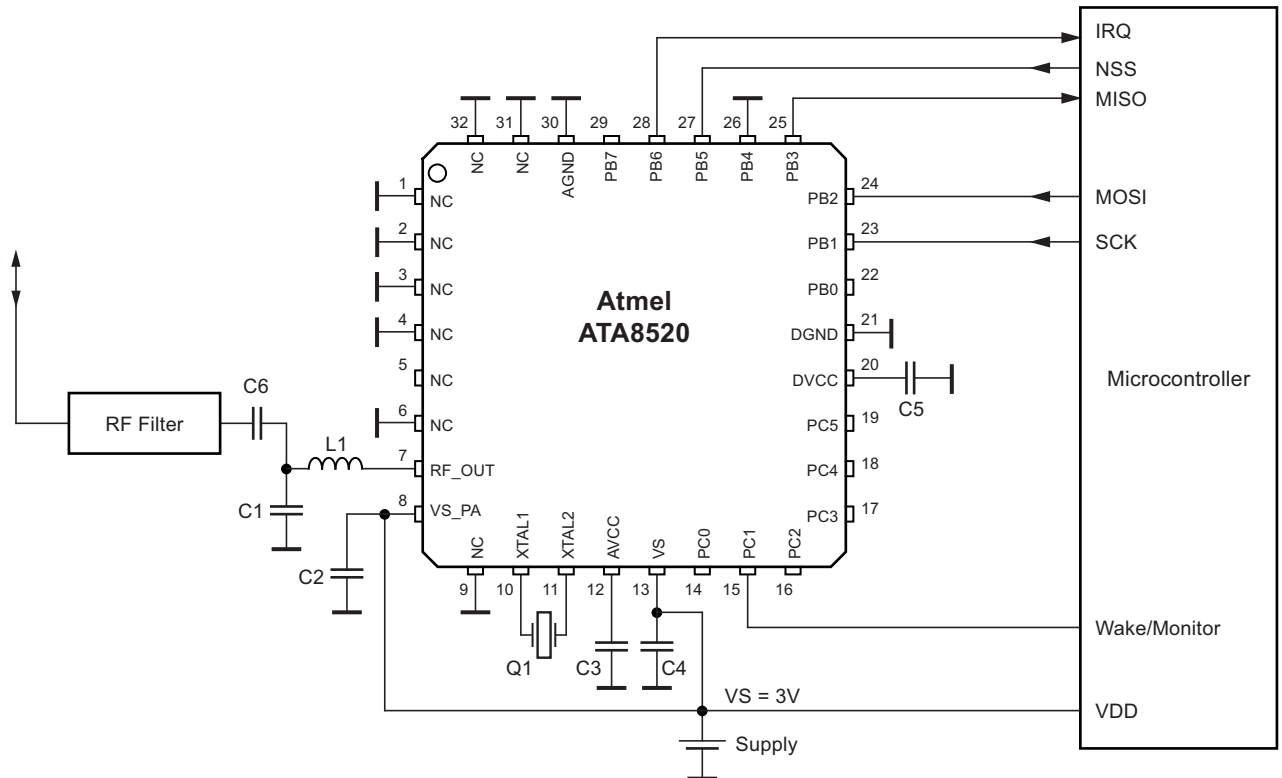 IRQ
NSS
MISO
32
31
30
29
28
27
26
25
NC
NC
AGND
PB7
PB6
PB5
PB4
PB3
1
NC
PB2
24
MOSI
2
NC
PB1
23
SCK
3
NC
PB0
22
Atmel
ATA8520
4
NC
DGND
21
5
NC
DVCC
20
C5
Microcontroller
C6
RF Filter
6
NC
PC5
19
L1
7
RF_OUT
PC4
18
C1
8
VS_PA
PC3
17
NC
XTAL1
XTAL2
AVCC
VS
PC0
PC1
PC2
C2
9
10
11
12
13
14
15
16
Wake/Monitor
Q1
C3
C4
VS = 3V
VDD
Supply